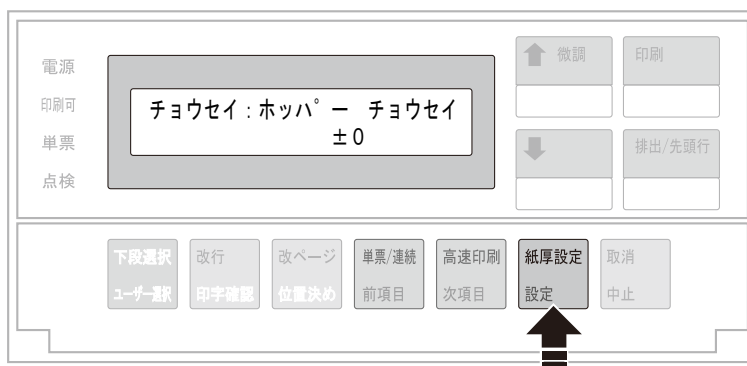 電源
印刷可
単票
点検
チョウセイ:ホッパー チョウセイ
±0
微調
印刷
排出/先頭行
下段選択
ユーザー選択
改行
印字確認
改ページ
位置決め
単票/連続
前項目
高速印刷
次項目
紙厚設定
設定
取消
中止